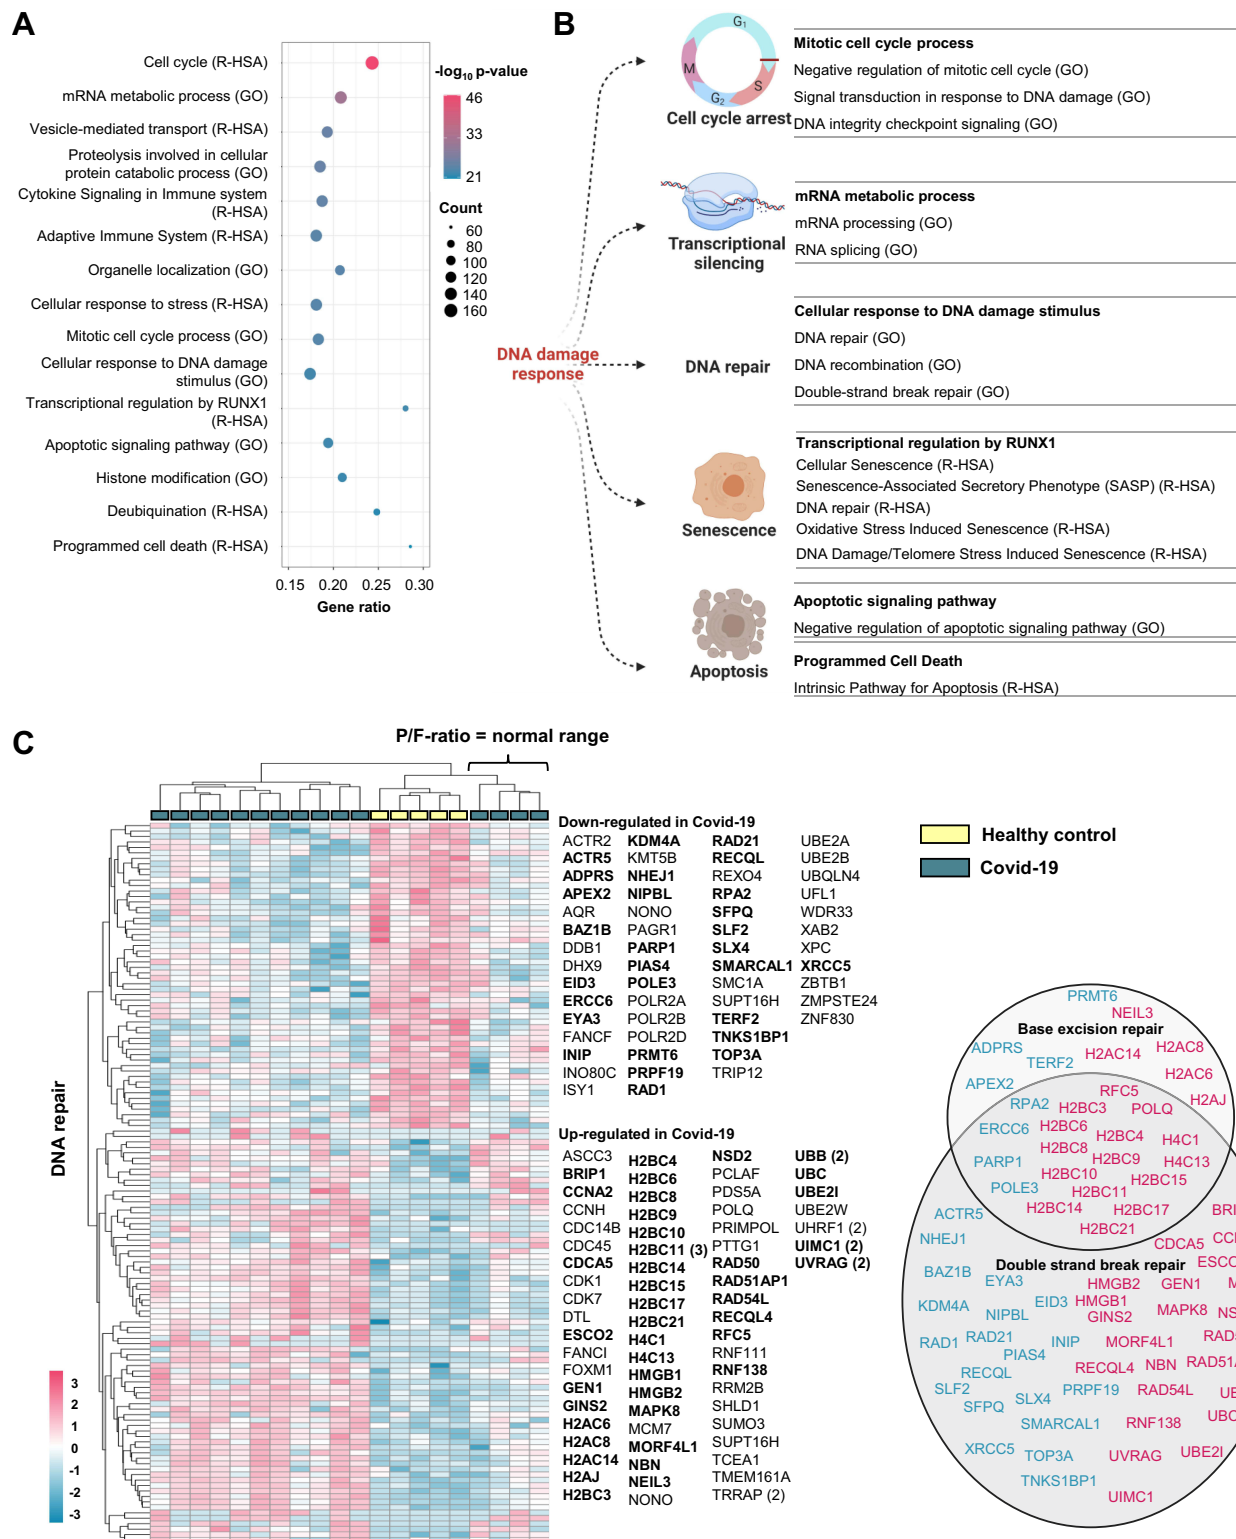 A
Cell cycle (R-HSA)
mRNA metabolic process (GO)
Vesicle-mediated transport (R-HSA)
Proteolysis involved in cellular
protein catabolic process (GO)
Cytokine Signaling in Immune system
(R-HSA)
Adaptive Immune System (R-HSA)
Organelle localization (GO)
Cellular response to stress (R-HSA)
Mitotic cell cycle process (GO)
Cellular response to DNA damage
stimulus (GO)
Transcriptional regulation by RUNX1
(R-HSA)
Apoptotic signaling pathway (GO)
Histone modification (GO)
Deubiquination (R-HSA)
Programmed cell death (R-HSA)
0.15 0.20 0.25 0.30
Gene ratio
-log10 p-value
46
33
21
Count
60
80
100
120
140
160
B
DNA damage
response
G1
S
G2
M
Cell cycle arrest
Mitotic cell cycle process
Negative regulation of mitotic cell cycle (GO)
Signal transduction in response to DNA damage (GO)
DNA integrity checkpoint signaling (GO)
Transcriptional
silencing
mRNA metabolic process
mRNA processing (GO)
RNA splicing (GO)
DNA repair
Cellular response to DNA damage stimulus
DNA repair (GO)
DNA recombination (GO)
Double-strand break repair (GO)
Senescence
Transcriptional regulation by RUNX1
Cellular Senescence (R-HSA)
Senescence-Associated Secretory Phenotype (SASP) (R-HSA)
DNA repair (R-HSA)
Oxidative Stress Induced Senescence (R-HSA)
DNA Damage/Telomere Stress Induced Senescence (R-HSA)
Apoptosis
Apoptotic signaling pathway
Negative regulation of apoptotic signaling pathway (GO)
Programmed Cell Death
Intrinsic Pathway for Apoptosis (R-HSA)
C
P/F-ratio = normal range
DNA repair
3
2
1
0
-1
-2
-3
Down-regulated in Covid-19
ACTR2 KDM4A RAD21 UBE2A
ACTR5 KMT5B RECQL UBE2B
ADPRS NHEJ1 REXO4 UBQLN4
APEX2 NIPBL RPA2 UFL1
AQR NONO SFPQ WDR33
BAZ1B PAGR1 SLF2 XAB2
DDB1 PARP1 SLX4 XPC
DHX9 PIAS4 SMARCAL1 XRCC5
EID3 POLE3 SMC1A ZBTB1
ERCC6 POLR2A SUPT16H ZMPSTE24
EYA3 POLR2B TERF2 ZNF830
FANCF POLR2D TNKS1BP1
INIP PRMT6 TOP3A
INO80C PRPF19 TRIP12
ISY1 RAD1
Up-regulated in Covid-19
ASCC3 H2BC4 NSD2 UBB (2)
BRIP1 H2BC6 PCLAF UBC
CCNA2 H2BC8 PDS5A UBE2I
CCNH H2BC9 POLQ UBE2W
CDC14B H2BC10 PRIMPOL UHRF1 (2)
CDC45 H2BC11 (3) PTTG1 UIMC1 (2)
CDCA5 H2BC14 RAD50 UVRAG (2)
CDK1 H2BC15 RAD51AP1
CDK7 H2BC17 RAD54L
DTL H2BC21 RECQL4
ESCO2 H4C1 RFC5
FANCI H4C13 RNF111
FOXM1 HMGB1 RNF138
GEN1 HMGB2 RRM2B
GINS2 MAPK8 SHLD1
H2AC6 MCM7 SUMO3
H2AC8 MORF4L1 SUPT16H
H2AC14 NBN TCEA1
H2AJ NEIL3 TMEM161A
H2BC3 NONO TRRAP (2)
Healthy control
Covid-19
PRMT6
NEIL3
Base excision repair
ADPRS TERF2 H2AC14 H2AC8
APEX2 H2AC6
H2AJ
RFC5
RPA2 H2BC3 POLQ
ERCC6 H2BC6 H2BC4 H4C1
H2BC8 H2BC9
PARP1 H4C13
H2BC10 H2BC15
POLE3 H2BC11
H2BC14 H2BC17
H2BC21
ACTR5 BRI
NHEJ1 CDCA5 CC
Double strand break repair ESCO
BAZ1B EYA3 HMGB2 GEN1 M
KDM4A NIPBL EID3 HMGB1 GINS2 MAPK8 NS
RAD1 RAD21 INIP MORF4L1 RAD5
PIAS4
RECQL RECQL4 NBN RAD51A
SLF2 SLX4 PRPF19 RAD54L UB
SFPQ
SMARCAL1 RNF138 UBC
XRCC5 TOP3A UVRAG UBE2I
TNKS1BP1
UIMC1